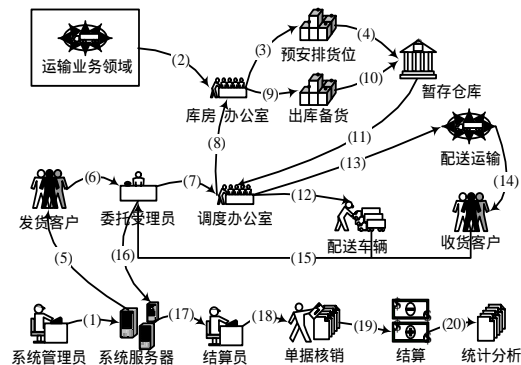 (3)
预安排货位
(4)
运输业务领域
(2)
库房 办公室
(9)
出库备货
(10)
暂存仓库
(8)
(11)
(13)
配送运输
(6)
(7)
(12)
(14)
发货客户
委托受理员
调度办公室
配送车辆
收货客户
(5)
(16)
(15)
(1)
(17)
(18)
(19)
(20)
系统管理员
系统服务器
结算员
单据核销
结算
统计分析